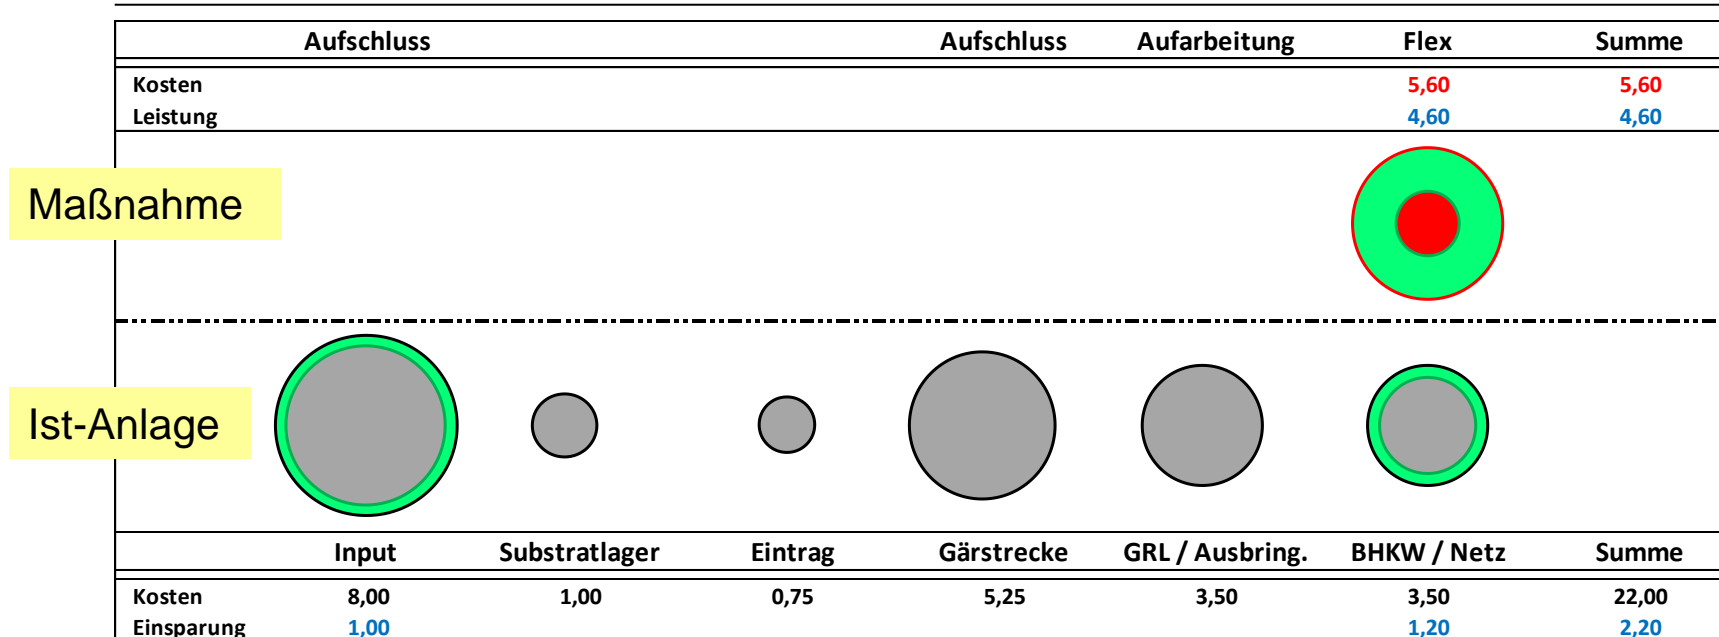 Aufschluss Aufschluss Aufarbeitung Flex Summe
Kosten 5,60 5,60
Leistung 4,60 4,60
Maßnahme
Ist-Anlage
Input Substratlager Eintrag Gärstrecke GRL / Ausbring. BHKW / Netz Summe
Kosten 8,00 1,00 0,75 5,25 3,50 3,50 22,00
Einsparung 1,00 1,20 2,20